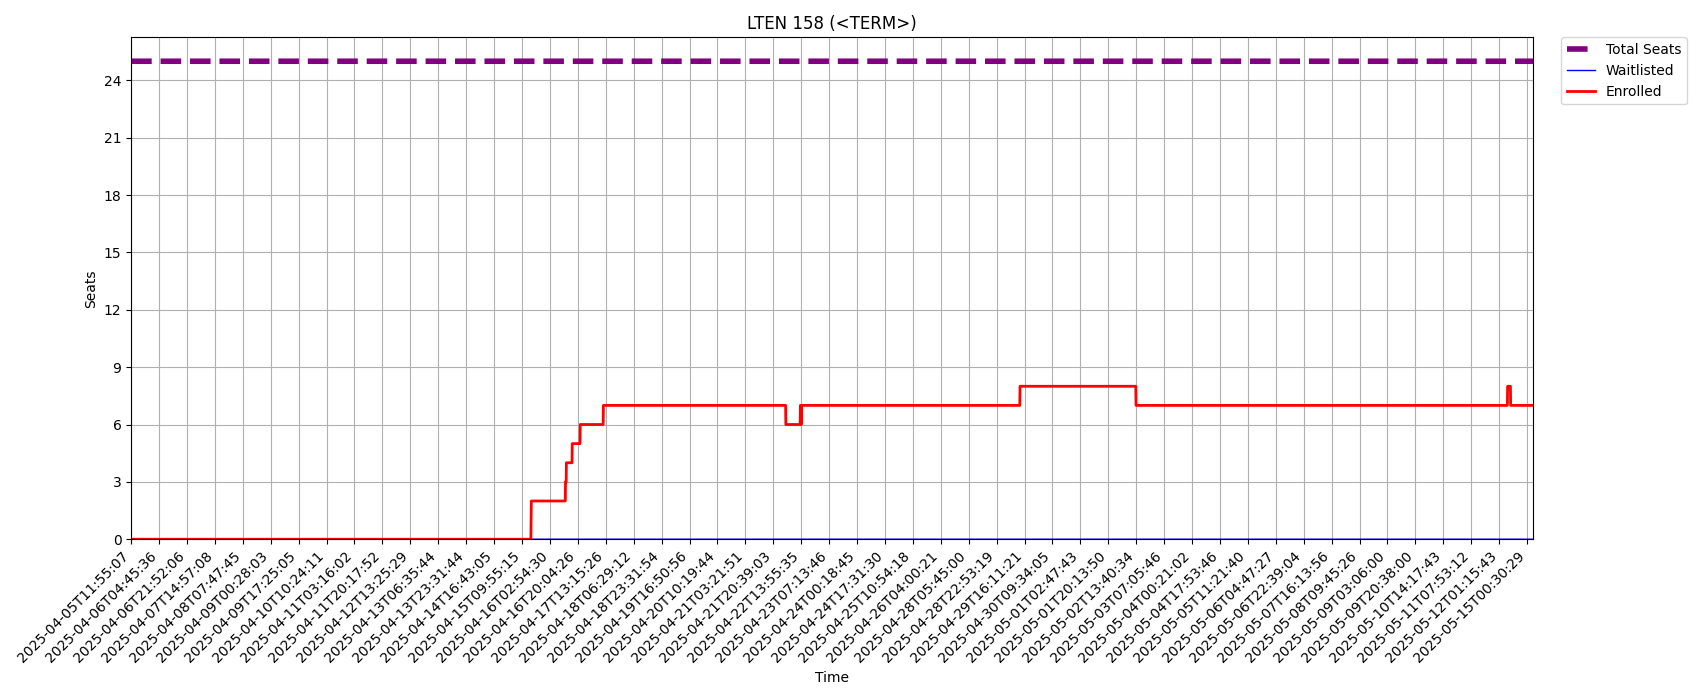 LTEN 158 (<TERM>)
Total Seats
Waitlisted
Enrolled
Seats
24
21
18
15
12
9
6
3
0
2025-04-05T11:55:07
2025-04-06T04:45:36
2025-04-06T21:52:06
2025-04-07T14:57:08
2025-04-08T07:47:45
2025-04-09T00:28:03
2025-04-09T17:25:05
2025-04-10T10:24:11
2025-04-11T03:16:02
2025-04-11T20:17:52
2025-04-12T13:25:29
2025-04-13T06:35:44
2025-04-13T23:31:44
2025-04-14T16:43:05
2025-04-15T09:55:15
2025-04-16T02:54:30
2025-04-16T20:04:26
2025-04-17T13:15:26
2025-04-18T06:29:12
2025-04-18T23:31:54
2025-04-19T16:50:56
2025-04-20T10:19:44
2025-04-21T03:21:51
2025-04-21T20:39:03
2025-04-22T13:55:35
2025-04-23T07:13:46
2025-04-24T00:18:45
2025-04-24T17:31:30
2025-04-25T10:54:18
2025-04-26T04:00:21
2025-04-28T05:45:00
2025-04-28T22:53:19
2025-04-29T16:11:21
2025-04-30T09:34:05
2025-05-01T02:47:43
2025-05-01T20:13:50
2025-05-02T13:40:34
2025-05-03T07:05:46
2025-05-04T00:21:02
2025-05-04T17:53:46
2025-05-05T11:21:40
2025-05-06T04:47:27
2025-05-06T22:39:04
2025-05-07T16:13:56
2025-05-08T09:45:26
2025-05-09T03:06:00
2025-05-09T20:38:00
2025-05-10T14:17:43
2025-05-11T07:53:12
2025-05-12T01:15:43
2025-05-15T00:30:29
Time